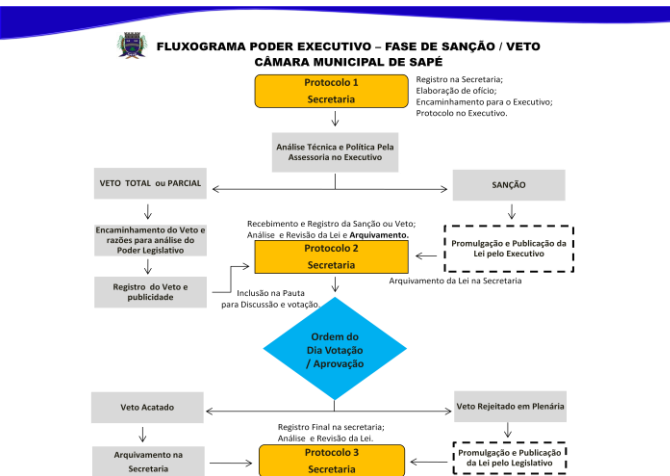 FLUXOGRAMA PODER EXECUTIVO – FASE DE SANÇÃO / VETO
CÂMARA MUNICIPAL DE SAPÉ
Protocolo 1
Secretaria
Registro na Secretaria;
Elaboração de ofício;
Encaminhamento para o Executivo;
Protocolo no Executivo.
Análise Técnica e Política Pela
Assessoria no Executivo
VETO TOTAL ou PARCIAL
SANÇÃO
Encaminhamento do Veto e
razões para análise do
Poder Legislativo
Recebimento e Registro da Sanção ou Veto;
Análise e Revisão da Lei e Arquivamento.
Protocolo 2
Secretaria
Promulgação e Publicação da
Lei pelo Executivo
Arquivamento da Lei na Secretaria
Registro do Veto e
publicidade
Inclusão na Pauta
para Discussão e votação.
Ordem do
Dia Votação
/ Aprovação
Veto Acatado
Veto Rejeitado em Plenária
Registro Final na secretaria;
Análise e Revisão da Lei.
Arquivamento na
Secretaria
Protocolo 3
Secretaria
Promulgação e Publicação
da Lei pelo Legislativo